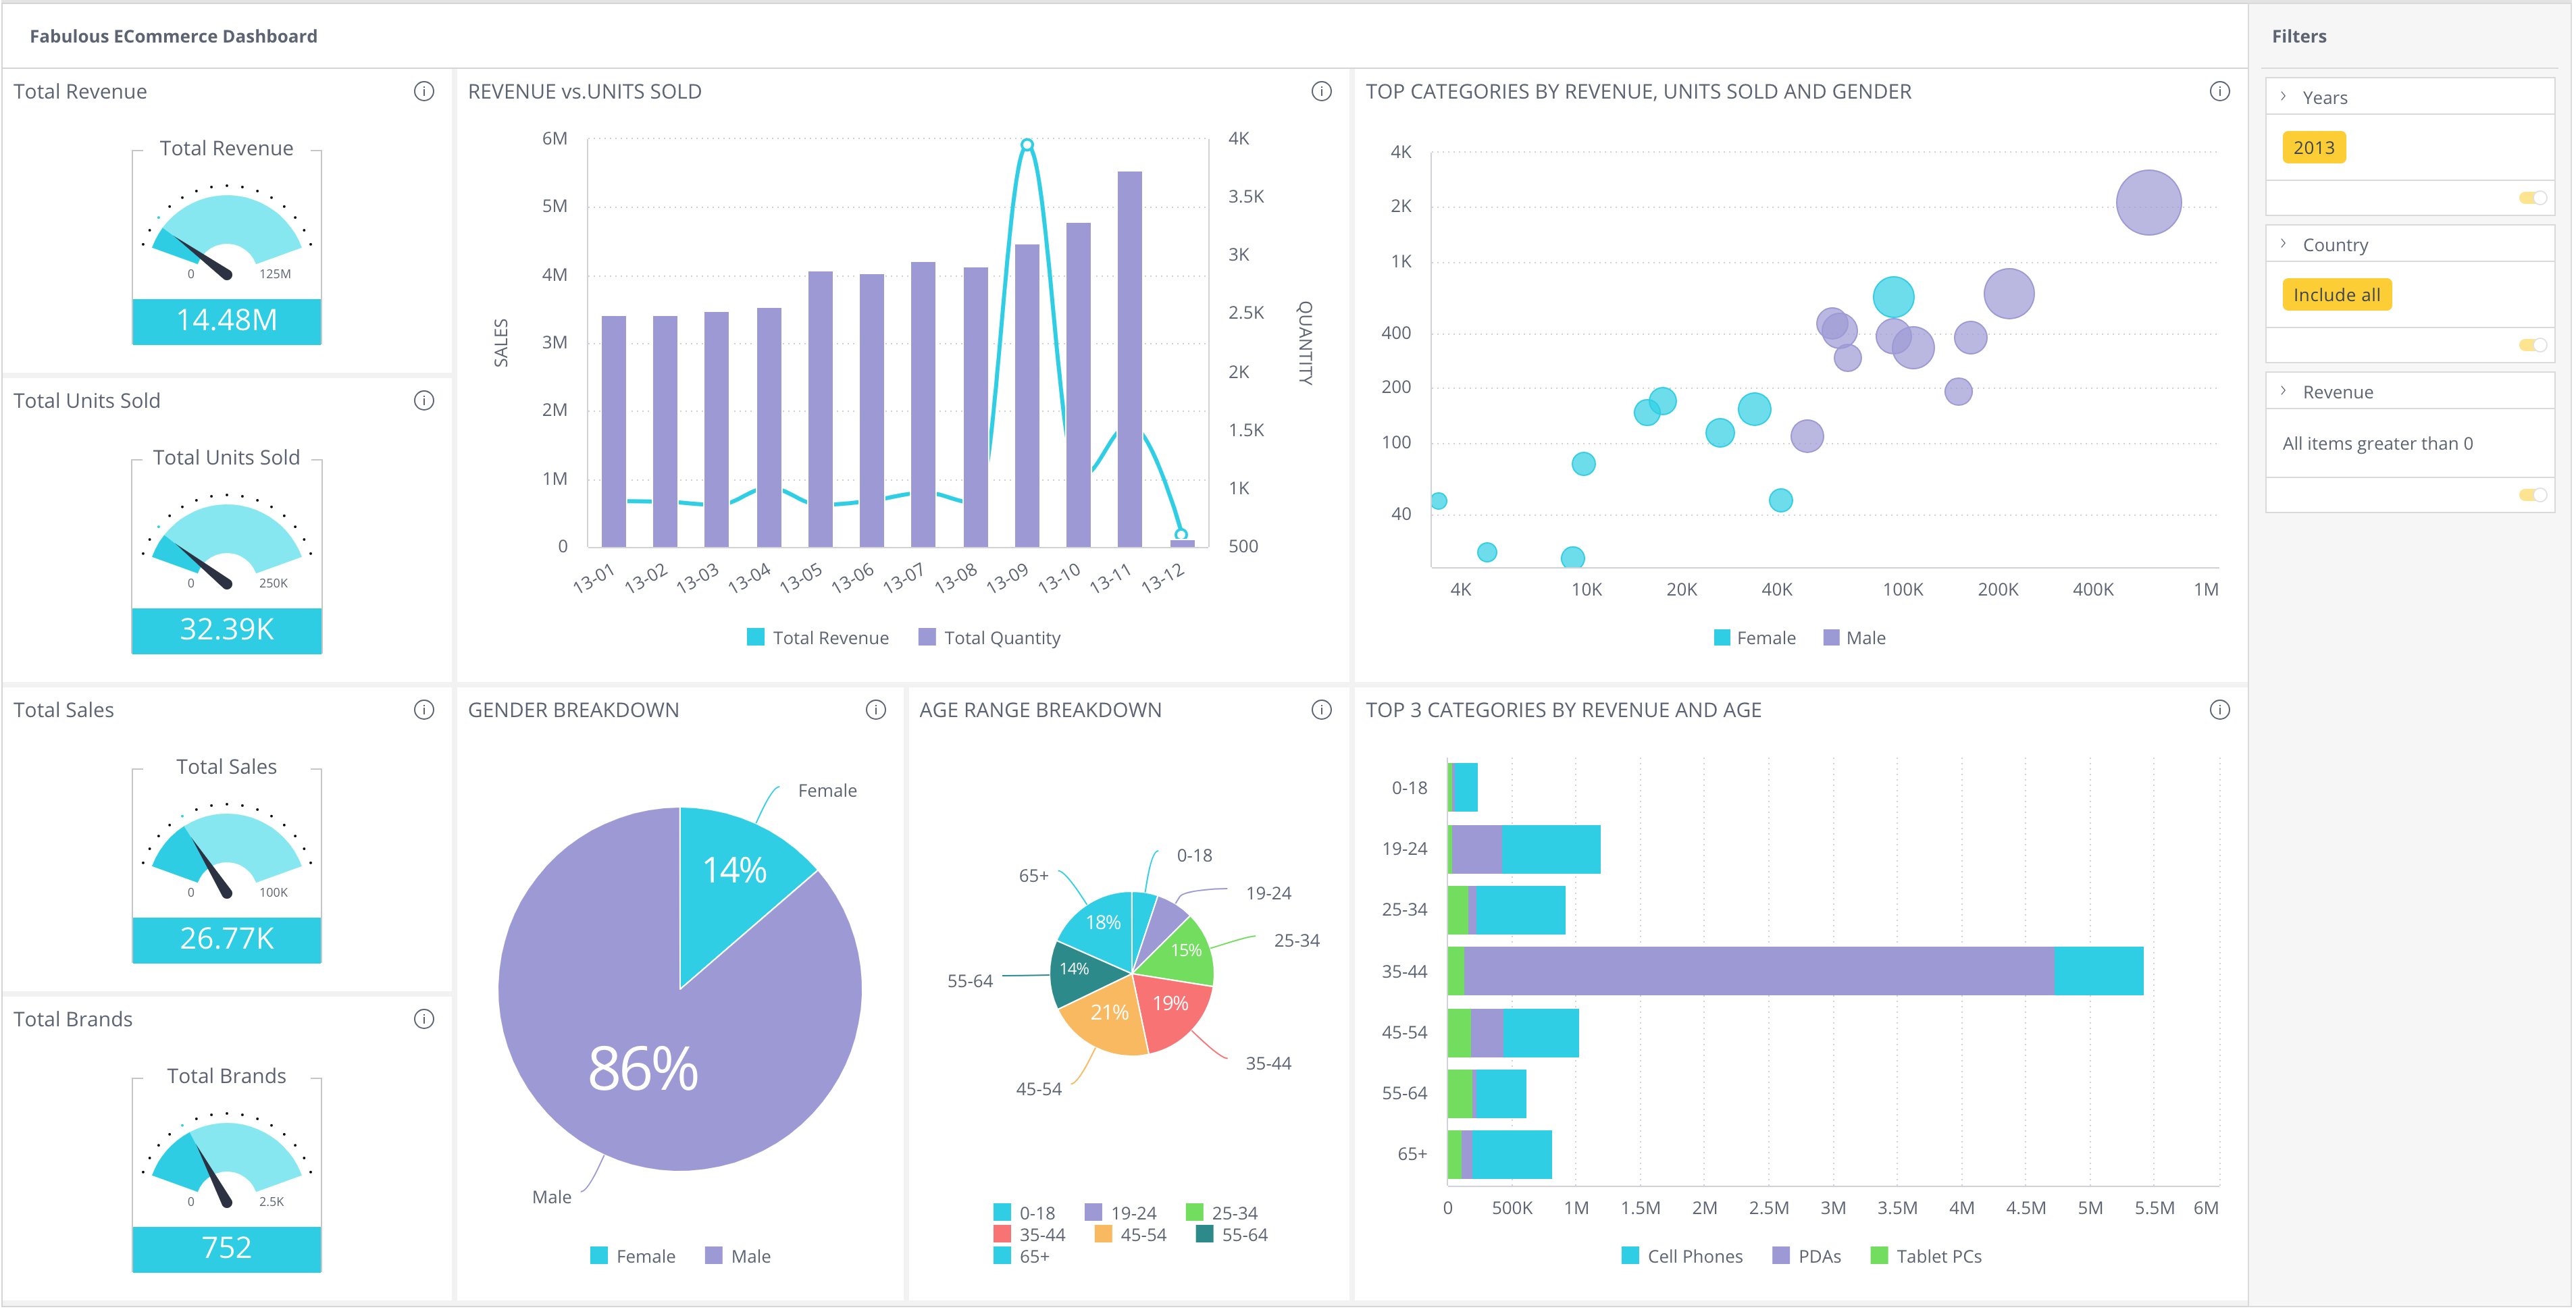 Fabulous ECommerce Dashboard
Total Revenue
Total Revenue
0 125M
14.48M
Total Units Sold
Total Units Sold
0 250K
32.39K
Total Sales
Total Sales
0 100K
26.77K
Total Brands
Total Brands
0 2.5K
752
REVENUE vs.UNITS SOLD
6M
5M
4M
3M
2M
1M
0
SALES
4K
3.5K
3K
2.5K
2K
1.5K
1K
500
QUANTITY
13-01 13-02 13-03 13-04 13-05 13-06 13-07 13-08 13-09 13-10 13-11 13-12
Total Revenue Total Quantity
TOP CATEGORIES BY REVENUE, UNITS SOLD AND GENDER
4K
2K
1K
400
200
100
40
4K 10K 20K 40K 100K 200K 400K 1M
Female Male
GENDER BREAKDOWN
Female
14%
86%
Male
Female Male
AGE RANGE BREAKDOWN
0-18
65+
19-24
18%
25-34
15%
55-64
14%
19%
21%
35-44
45-54
0-18 19-24 25-34
35-44 45-54 55-64
65+
TOP 3 CATEGORIES BY REVENUE AND AGE
0-18
19-24
25-34
35-44
45-54
55-64
65+
0 500K 1M 1.5M 2M 2.5M 3M 3.5M 4M 4.5M 5M 5.5M 6M
Cell Phones PDAs Tablet PCs
Filters
Years
2013
Country
Include all
Revenue
All items greater than 0